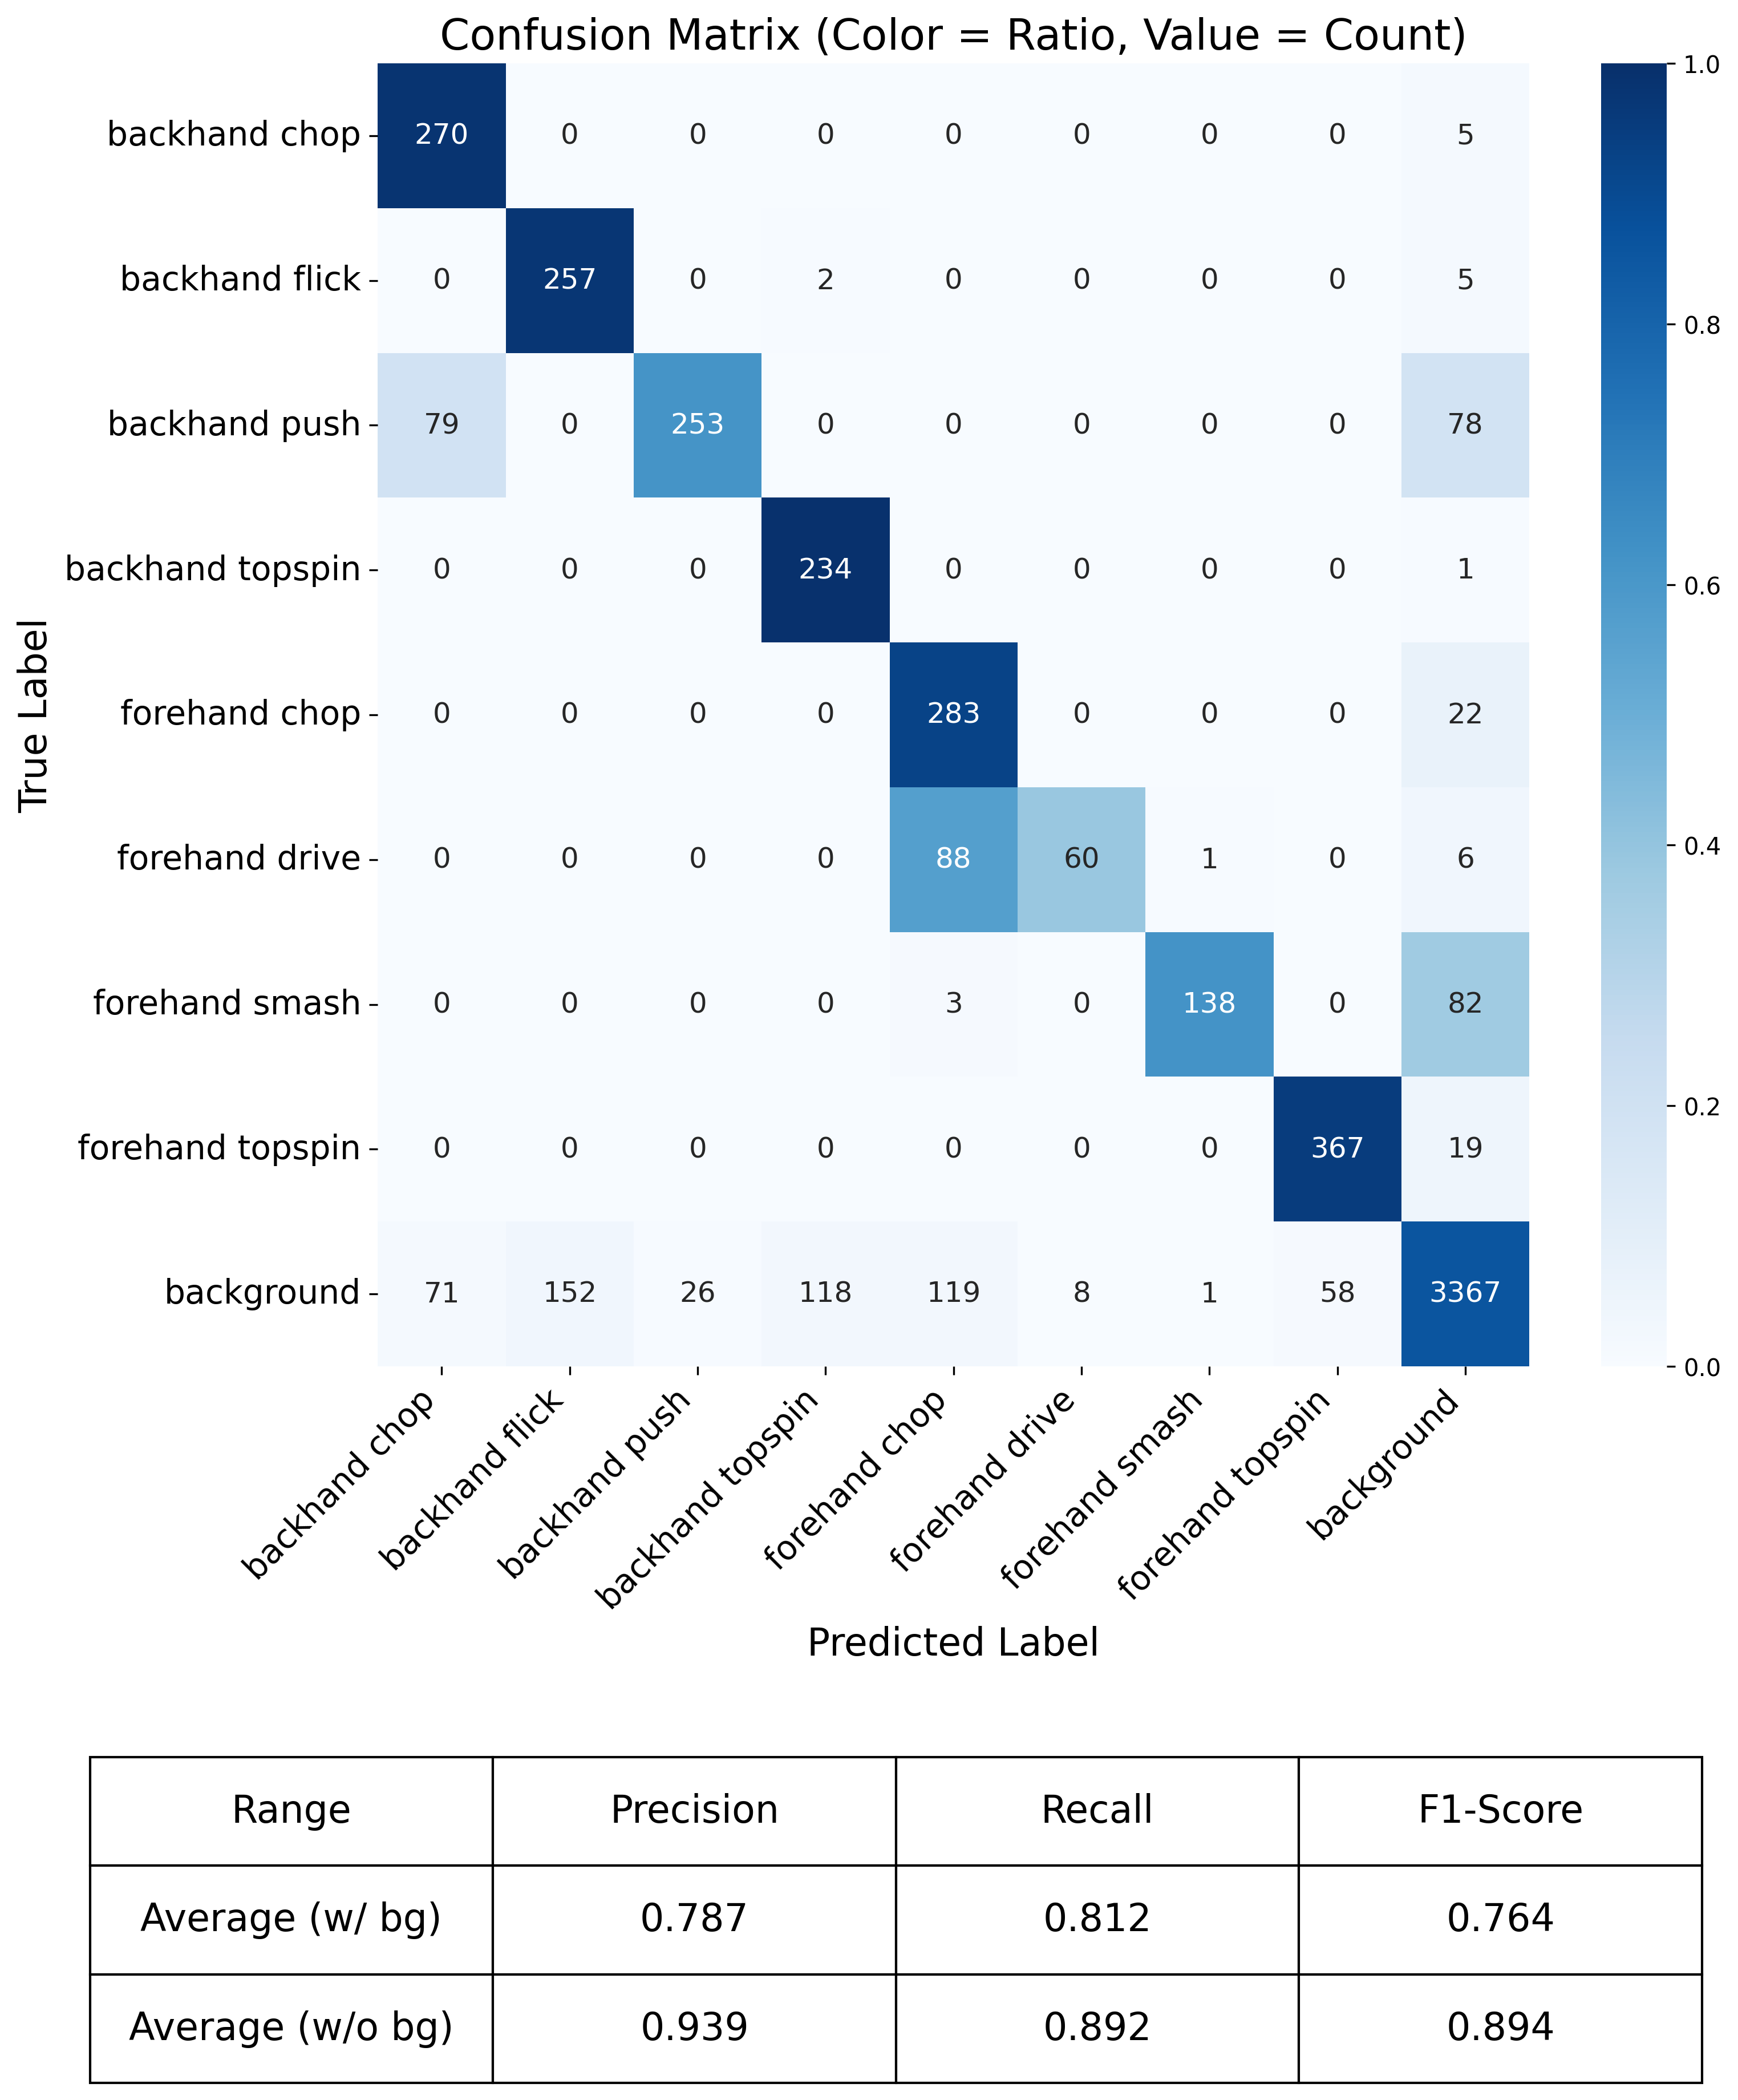 Confusion Matrix (Color = Ratio, Value = Count)
True Label
backhand chop 270 0 0 0 0 0 0 0 5
backhand flick 0 257 0 2 0 0 0 0 5
backhand push 79 0 253 0 0 0 0 0 78
backhand topspin 0 0 0 234 0 0 0 0 1
forehand chop 0 0 0 0 283 0 0 0 22
forehand drive 0 0 0 0 88 60 1 0 6
forehand smash 0 0 0 0 3 0 138 0 82
forehand topspin 0 0 0 0 0 0 0 367 19
background 71 152 26 118 119 8 1 58 3367
backhand chop
backhand flick
backhand push
backhand topspin
forehand chop
forehand drive
forehand smash
forehand topspin
background
Predicted Label
1.0
0.8
0.6
0.4
0.2
0.0
Range Precision Recall F1-Score
Average (w/ bg) 0.787 0.812 0.764
Average (w/o bg) 0.939 0.892 0.894